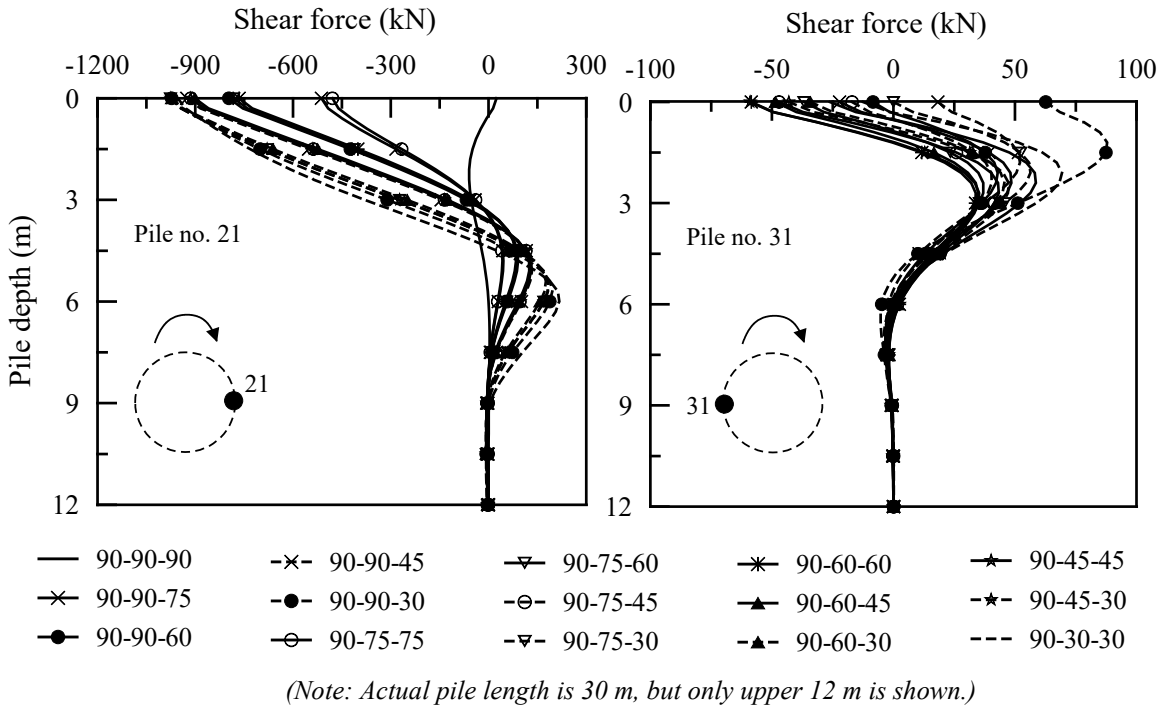 Shear force (kN)
-1200 -900 -600 -300 0 300
Shear force (kN)
-100 -50 0 50 100
Pile depth (m)
0
3
6
9
12
Pile no. 21
21
0
3
6
9
12
Pile no. 31
31
90-90-90 90-90-45 90-75-60 90-60-60 90-45-45
90-90-75 90-90-30 90-75-45 90-60-45 90-45-30
90-90-60 90-75-75 90-75-30 90-60-30 90-30-30
(Note: Actual pile length is 30 m, but only upper 12 m is shown.)